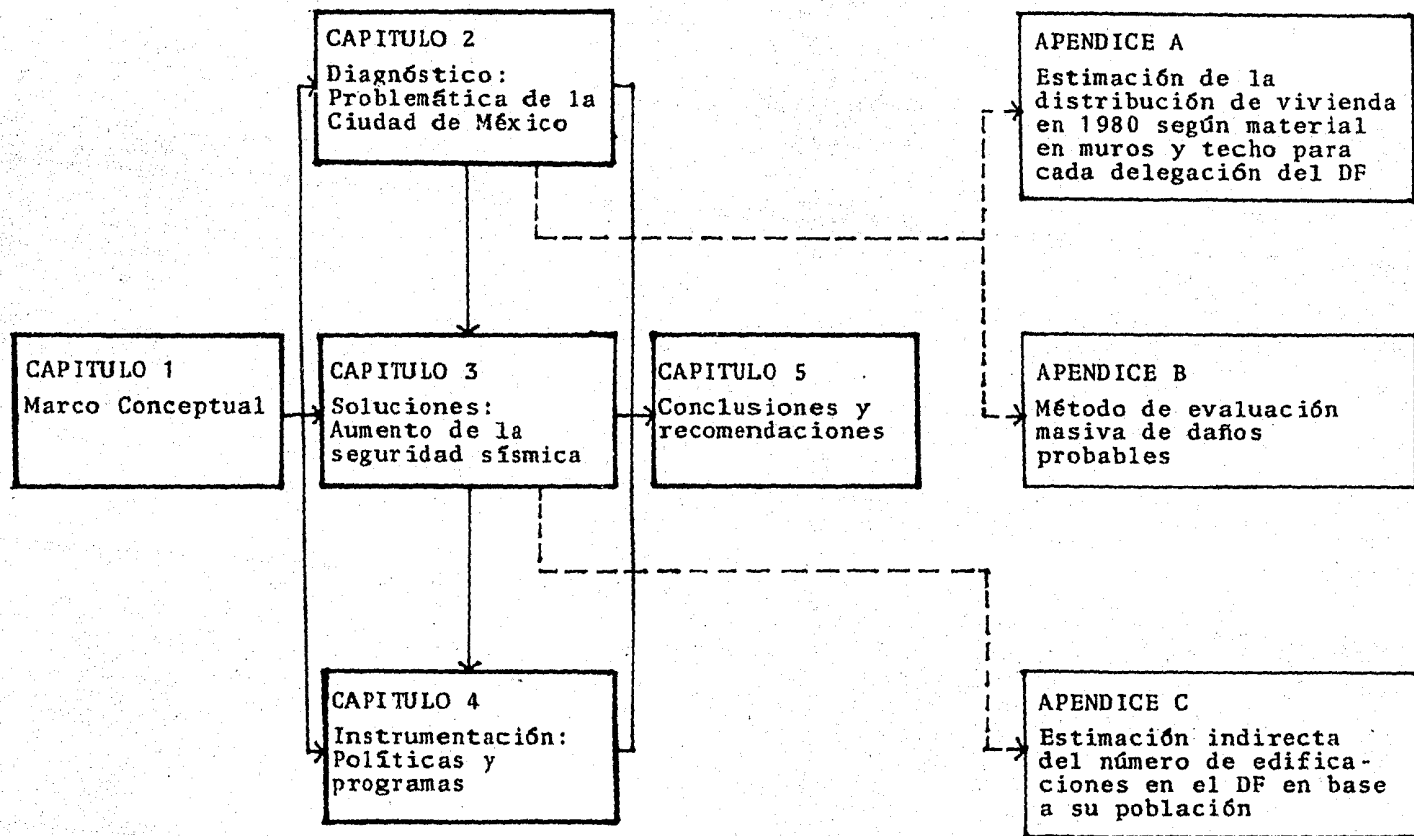 CAPITULO 2
Diagnóstico:
Problemática de la
Ciudad de México
APENDICE A
Estimación de la
distribución de vivienda
en 1980 según material
en muros y techo para
cada delegación del DF
CAPITULO 1
Marco Conceptual
CAPITULO 3
Soluciones:
Aumento de la
seguridad sísmica
CAPITULO 5
Conclusiones y
recomendaciones
APENDICE B
Método de evaluación
masiva de daños
probables
CAPITULO 4
Instrumentación:
Políticas y
programas
APENDICE C
Estimación indirecta
del número de edifica-
ciones en el DF en base
a su población